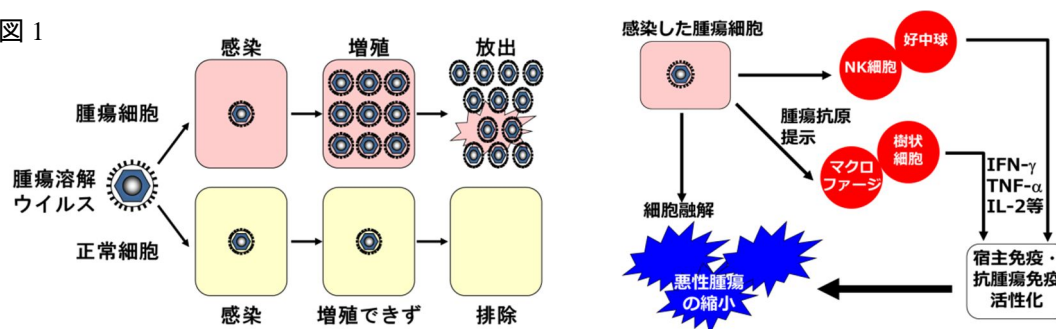 図 1
感染
増殖
放出
腫瘍細胞
腫瘍溶解
ウイルス
正常細胞
感染
増殖できず
排除
感染した腫瘍細胞
好中球
NK細胞
腫瘍抗原
提示
樹状
細胞
マクロ
ファージ
IFN-γ
TNF-α
IL-2等
細胞融解
悪性腫瘍
の縮小
宿主免疫・
抗腫瘍免疫
活性化